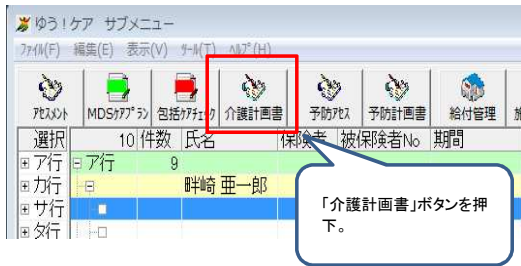 ゆう!ケア サブメニュー
ファイル(F) 編集(E) 表示(V) ツール(T) ヘルプ(H)
アセスメント MDSケアプラン 包括ケアチェック 介護計画書 予防アセス 予防計画書 給付管理
選択 10 件数 氏名 保険者 被保険者No 期間
ア行 ア行 9
カ行 畔崎 亜一郎
サ行
タ行
「介護計画書」ボタンを押
下。